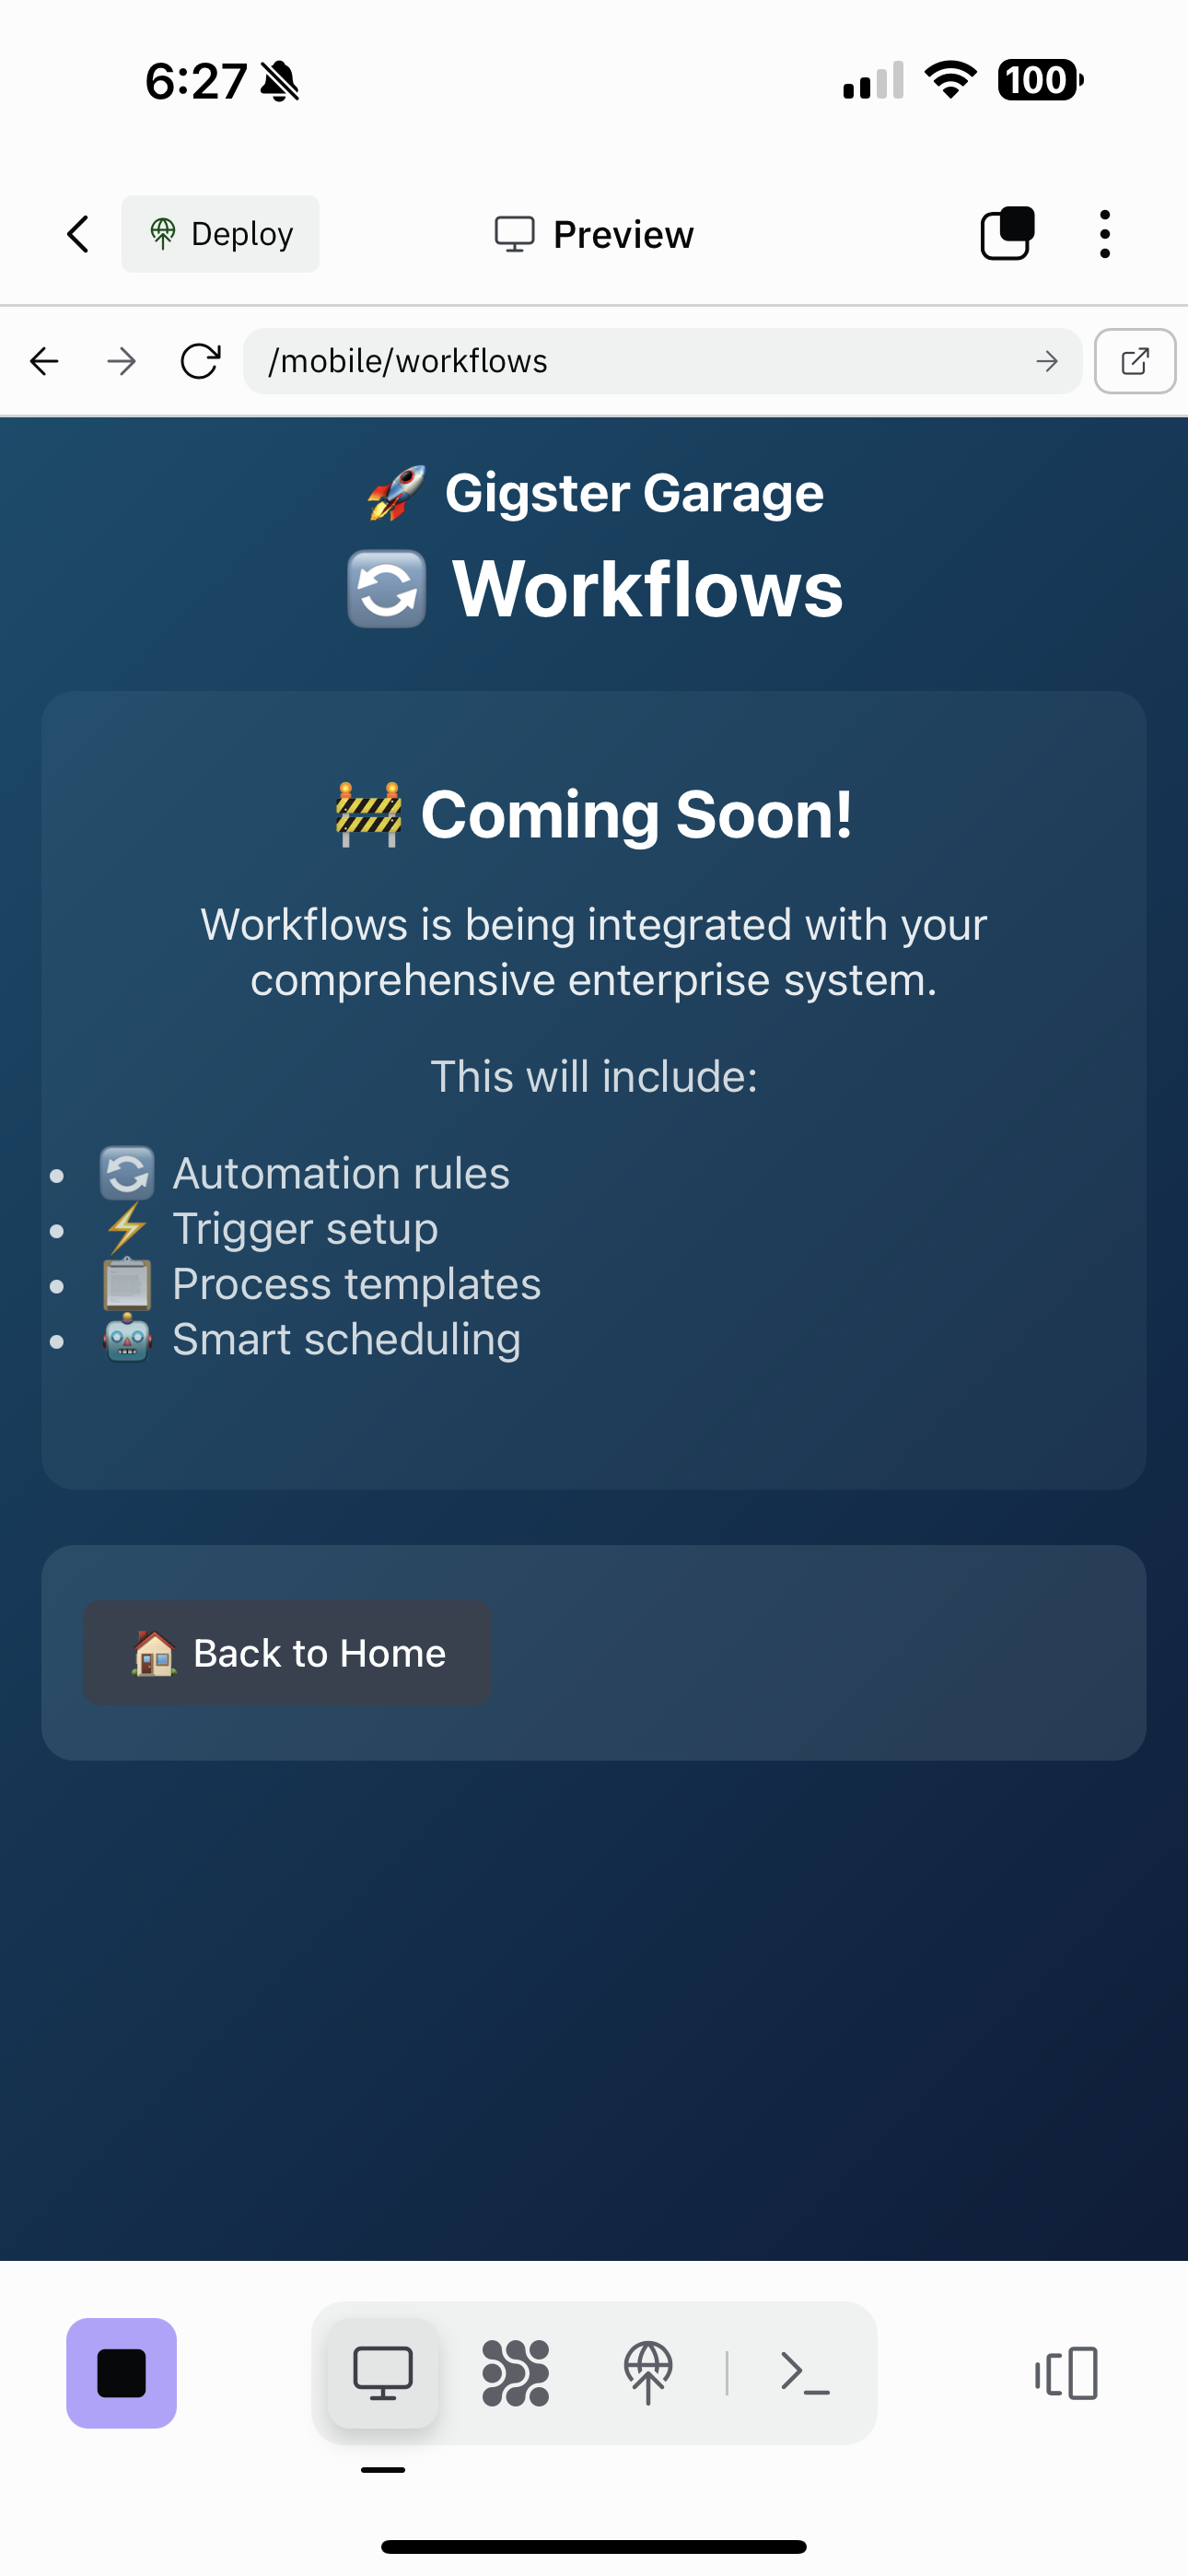 6:27
100
Deploy
Preview
/mobile/workflows
🚀 Gigster Garage
🔄 Workflows
🚧 Coming Soon!
Workflows is being integrated with your
comprehensive enterprise system.
This will include:
• 🔄 Automation rules
• ⚡ Trigger setup
• 📋 Process templates
• 🤖 Smart scheduling
🏠 Back to Home